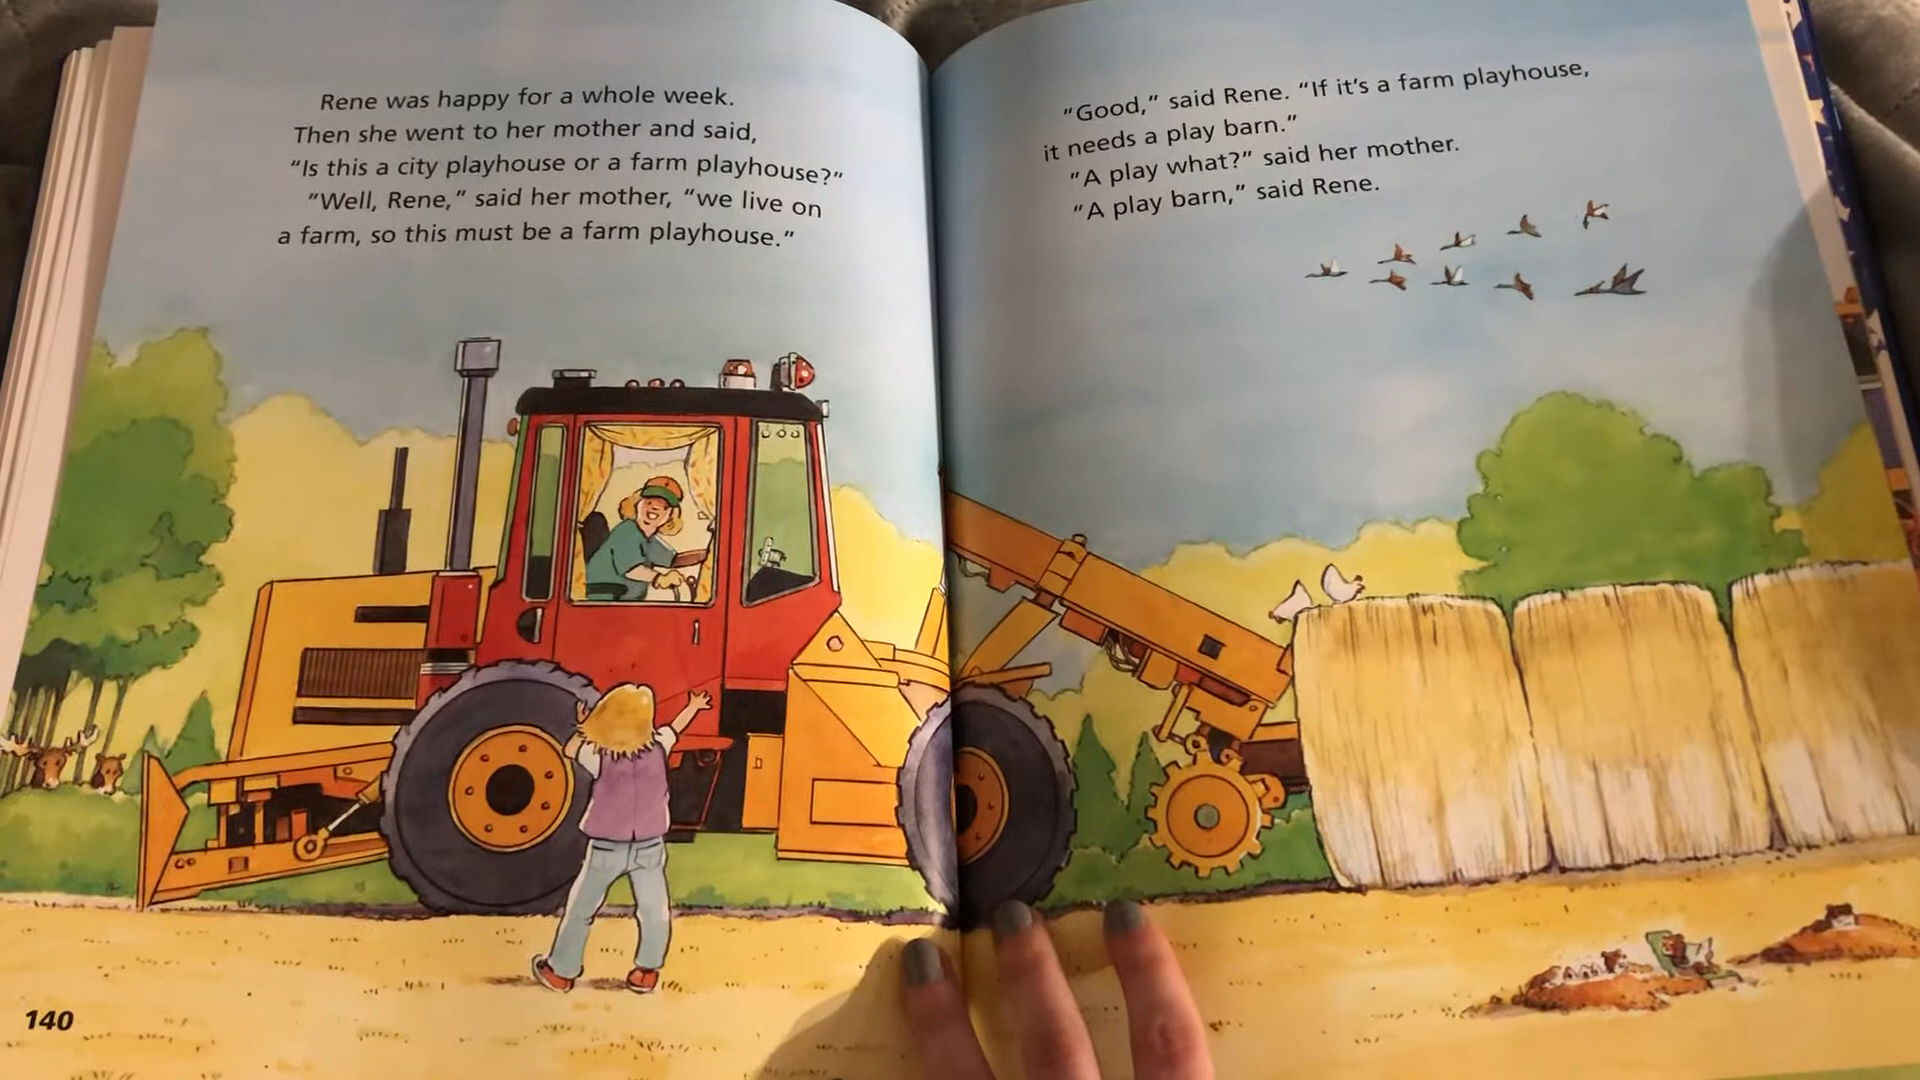 Rene was happy for a whole week.
Then she went to her mother and said,
“Is this a city playhouse or a farm playhouse?”
“Well, Rene,” said her mother, “we live on
a farm, so this must be a farm playhouse.”
140
“Good,” said Rene. “If it’s a farm playhouse,
it needs a play barn.”
“A play what?” said her mother.
“A play barn,” said Rene.